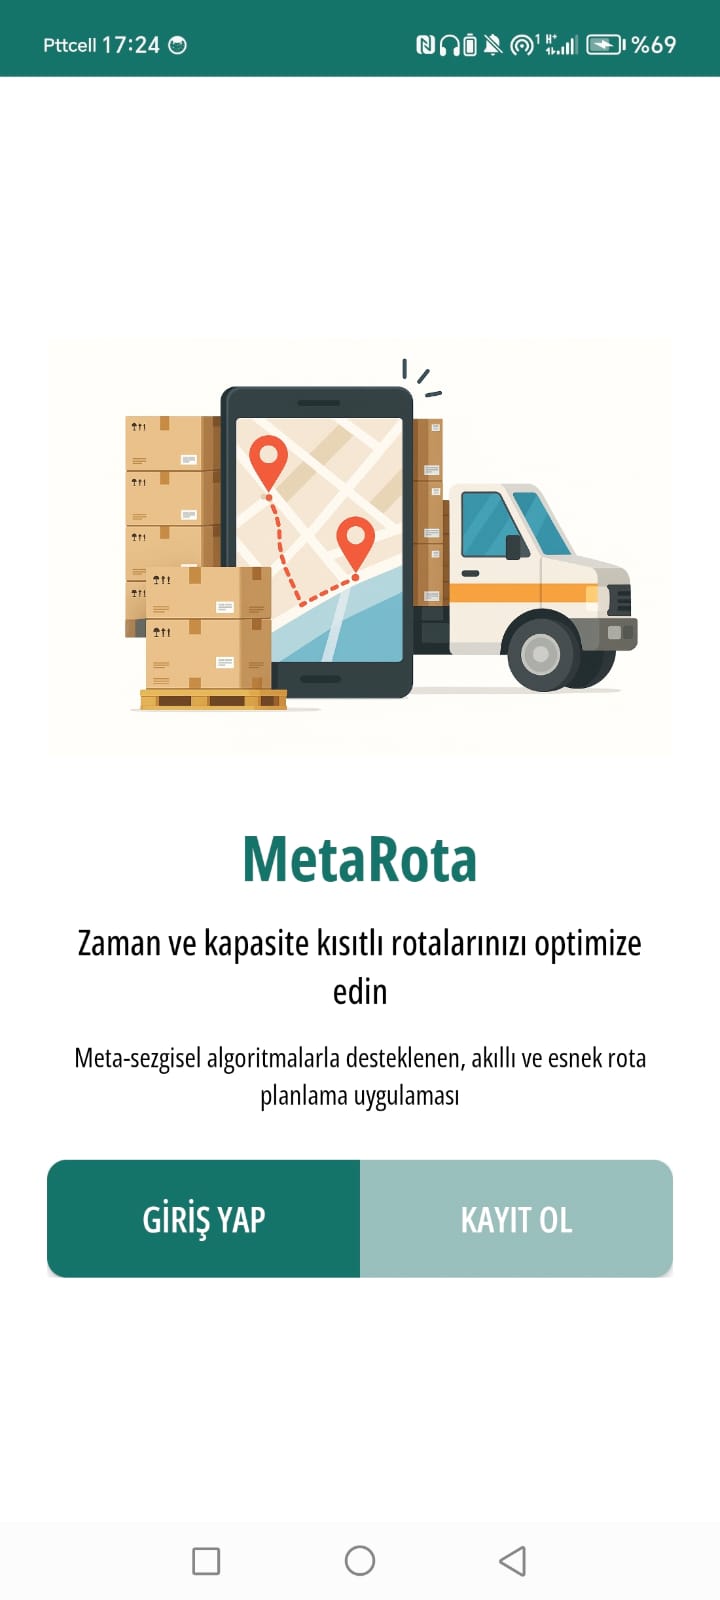 Pttcell 17:24 %69
MetaRota
Zaman ve kapasite kısıtlı rotalarınızı optimize
edin
Meta-sezgisel algoritmalarla desteklenen, akıllı ve esnek rota
planlama uygulaması
GİRİŞ YAP KAYIT OL